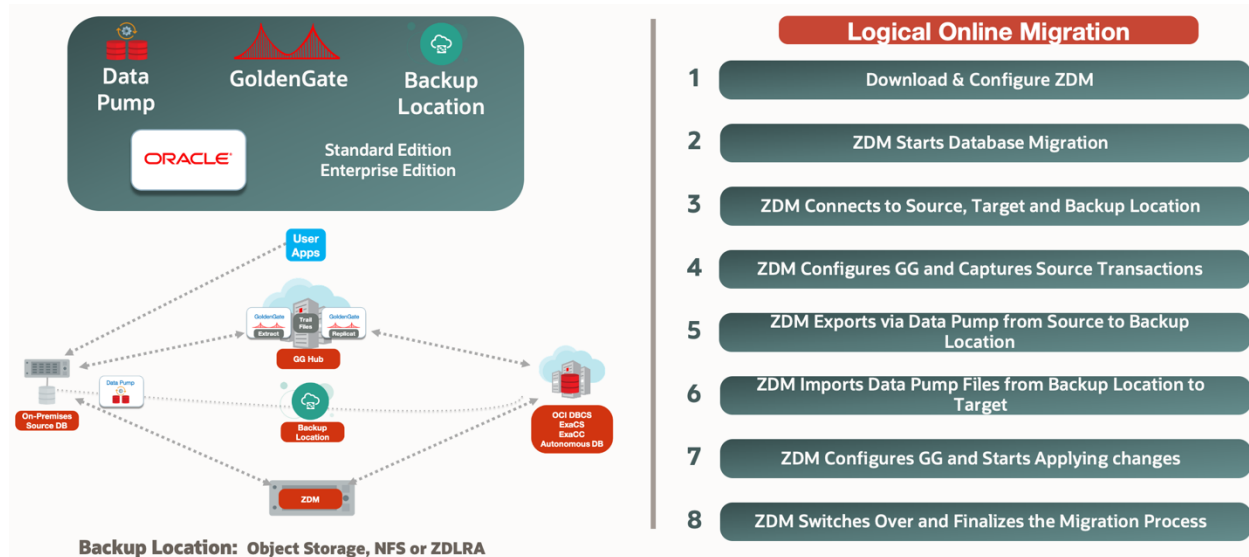 Data
Pump
GoldenGate
Backup
Location
ORACLE®
Standard Edition
Enterprise Edition
User
Apps
GoldenGate
Extract
Trail
Files
GoldenGate
Replicat
GG Hub
Data Pump
On-Premises
Source DB
Backup
Location
OCI DBCS
ExaCS
ExaCC
Autonomous DB
ZDM
Backup Location: Object Storage, NFS or ZDLRA
Logical Online Migration
1 Download & Configure ZDM
2 ZDM Starts Database Migration
3 ZDM Connects to Source, Target and Backup Location
4 ZDM Configures GG and Captures Source Transactions
5 ZDM Exports via Data Pump from Source to Backup
Location
6 ZDM Imports Data Pump Files from Backup Location to
Target
7 ZDM Configures GG and Starts Applying changes
8 ZDM Switches Over and Finalizes the Migration Process